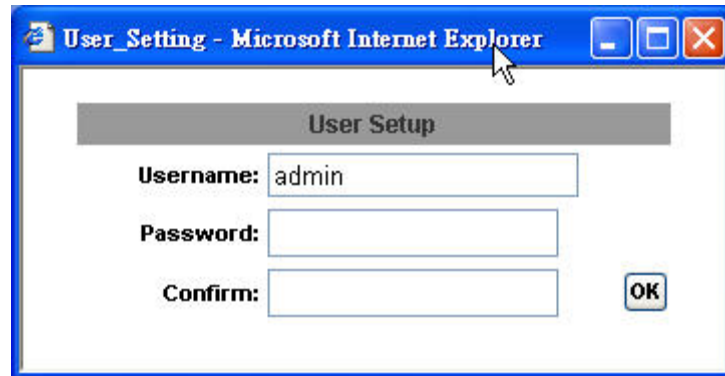 User_Setting - Microsoft Internet Explorer
User Setup
Username: admin
Password:
Confirm:
OK